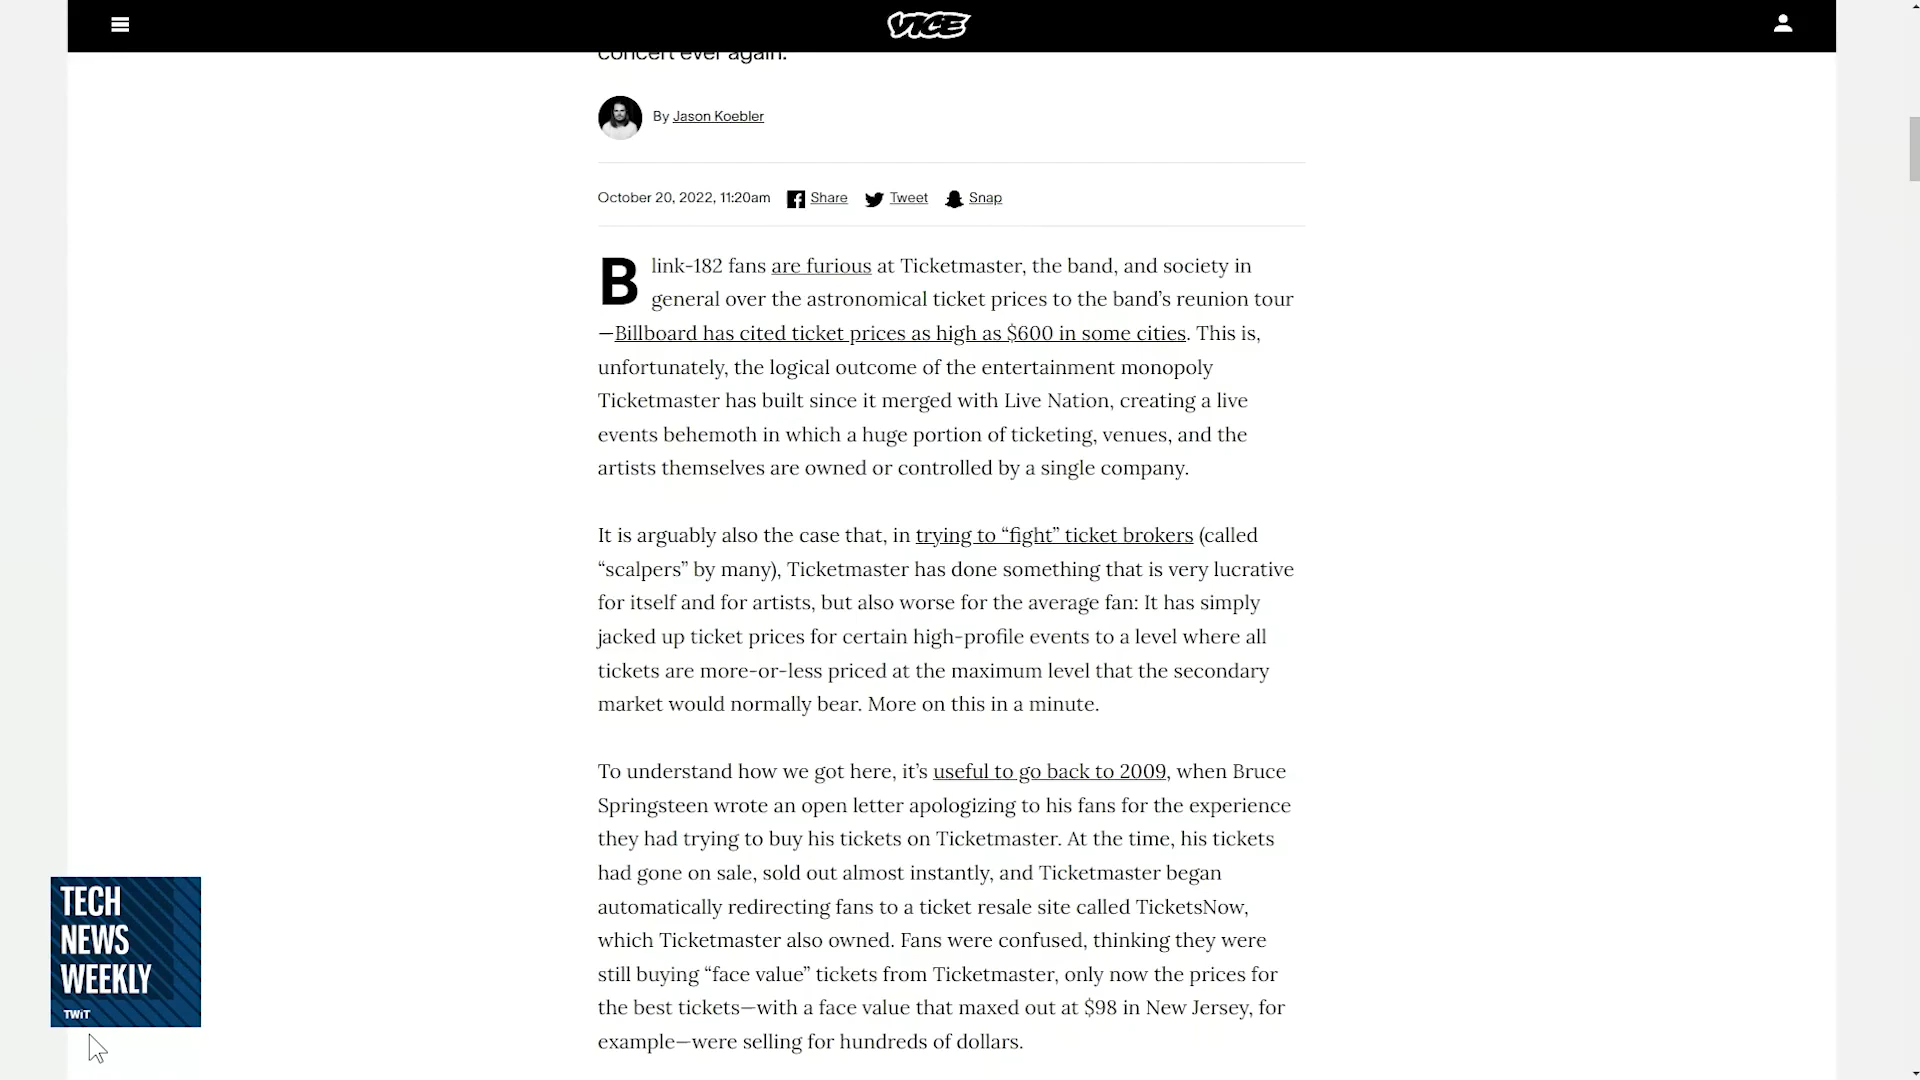 VICE
concert ever again.
By Jason Koebler
October 20, 2022, 11:20am Share Tweet Snap
Blink-182 fans are furious at Ticketmaster, the band, and society in
general over the astronomical ticket prices to the band’s reunion tour
—Billboard has cited ticket prices as high as $600 in some cities. This is,
unfortunately, the logical outcome of the entertainment monopoly
Ticketmaster has built since it merged with Live Nation, creating a live
events behemoth in which a huge portion of ticketing, venues, and the
artists themselves are owned or controlled by a single company.
It is arguably also the case that, in trying to “fight” ticket brokers (called
“scalpers” by many), Ticketmaster has done something that is very lucrative
for itself and for artists, but also worse for the average fan: It has simply
jacked up ticket prices for certain high-profile events to a level where all
tickets are more-or-less priced at the maximum level that the secondary
market would normally bear. More on this in a minute.
To understand how we got here, it’s useful to go back to 2009, when Bruce
Springsteen wrote an open letter apologizing to his fans for the experience
they had trying to buy his tickets on Ticketmaster. At the time, his tickets
had gone on sale, sold out almost instantly, and Ticketmaster began
automatically redirecting fans to a ticket resale site called TicketsNow,
which Ticketmaster also owned. Fans were confused, thinking they were
still buying “face value” tickets from Ticketmaster, only now the prices for
the best tickets—with a face value that maxed out at $98 in New Jersey, for
example—were selling for hundreds of dollars.
TECH
NEWS
WEEKLY
TWiT